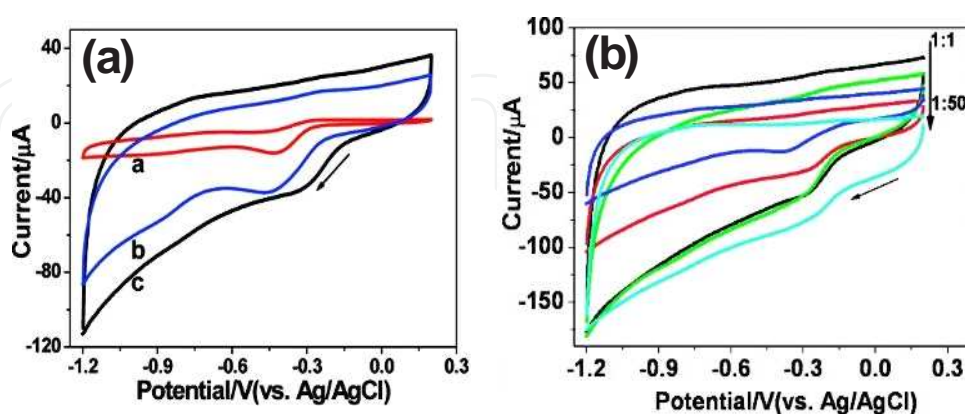 (a)
40
0
-40
-80
-120
Current/μA
a
b
c
-1.2 -0.9 -0.6 -0.3 0.0 0.3
Potential/V(vs. Ag/AgCl)
(b)
100
50
0
-50
-100
-150
Current/μA
1:1
1:50
-1.2 -0.9 -0.6 -0.3 0.0 0.3
Potential/V(vs. Ag/AgCl)